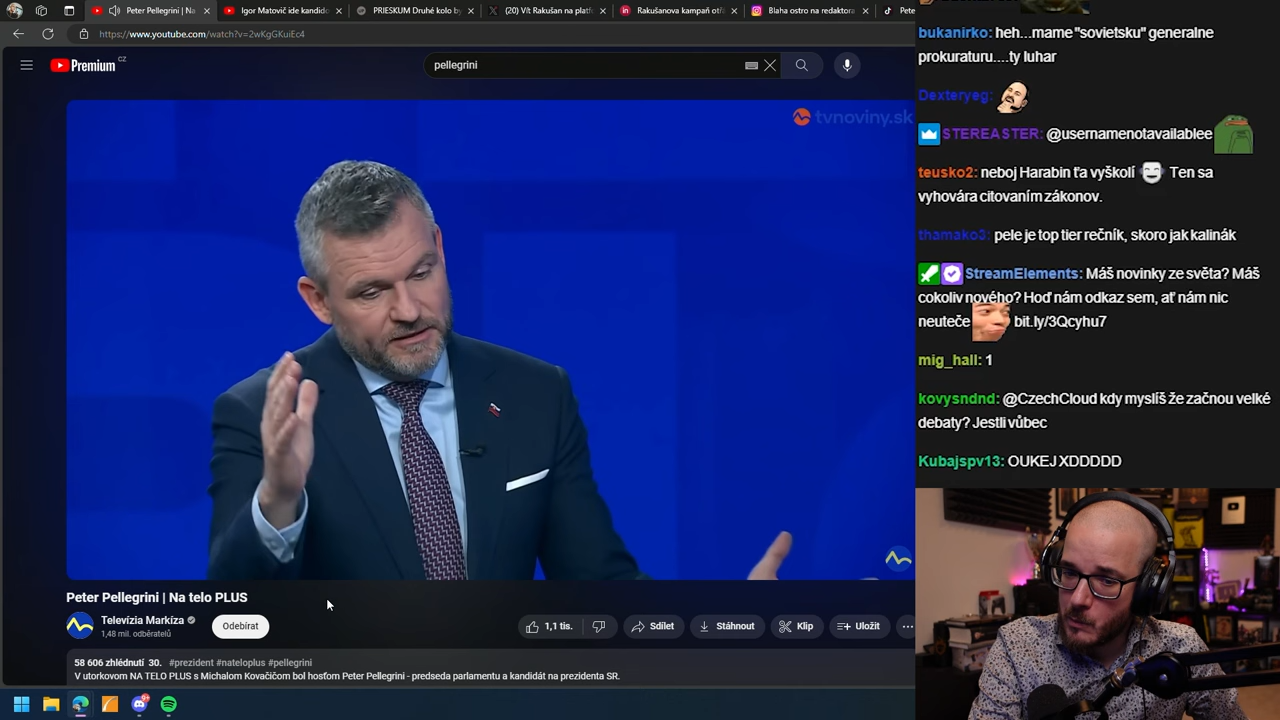 Peter Pellegrini | Na
Igor Matovič ide kandido
PRIESKUM Druhé kolo by
(20) Vít Rakušan na platf
Rakušanova kampaň otř
Blaha ostro na redaktora
Pete
https://www.youtube.com/watch?v=2wKgGKuiEc4
Premium CZ
pellegrini
tvnoviny.sk
Peter Pellegrini | Na telo PLUS
Televízia Markíza
1,48 mil. odběratelů
Odebírat
1,1 tis.
Sdílet
Stáhnout
Klip
Uložit
58 606 zhlédnutí 30. #prezident #nateloplus #pellegrini
V utorkovom NA TELO PLUS s Michalom Kovačičom bol hosťom Peter Pellegrini - predseda parlamentu a kandidát na prezidenta SR.
bukanirko: heh...mame "sovietsku" generalne
prokuraturu....ty luhar
Dexteryeg:
STEREASTER: @usernamenotavailablee
teusko2: neboj Harabin ťa vyškolí Ten sa
vyhovára citovaním zákonov.
thamako3: pele je top tier rečník, skoro jak kalinák
StreamElements: Máš novinky ze světa? Máš
cokoliv nového? Hoď nám odkaz sem, ať nám nic
neuteče bit.ly/3Qcyhu7
mig_hall: 1
kovysndnd: @CzechCloud kdy myslíš že začnou velké
debaty? Jestli vůbec
Kubajspv13: OUKEJ XDDDDD